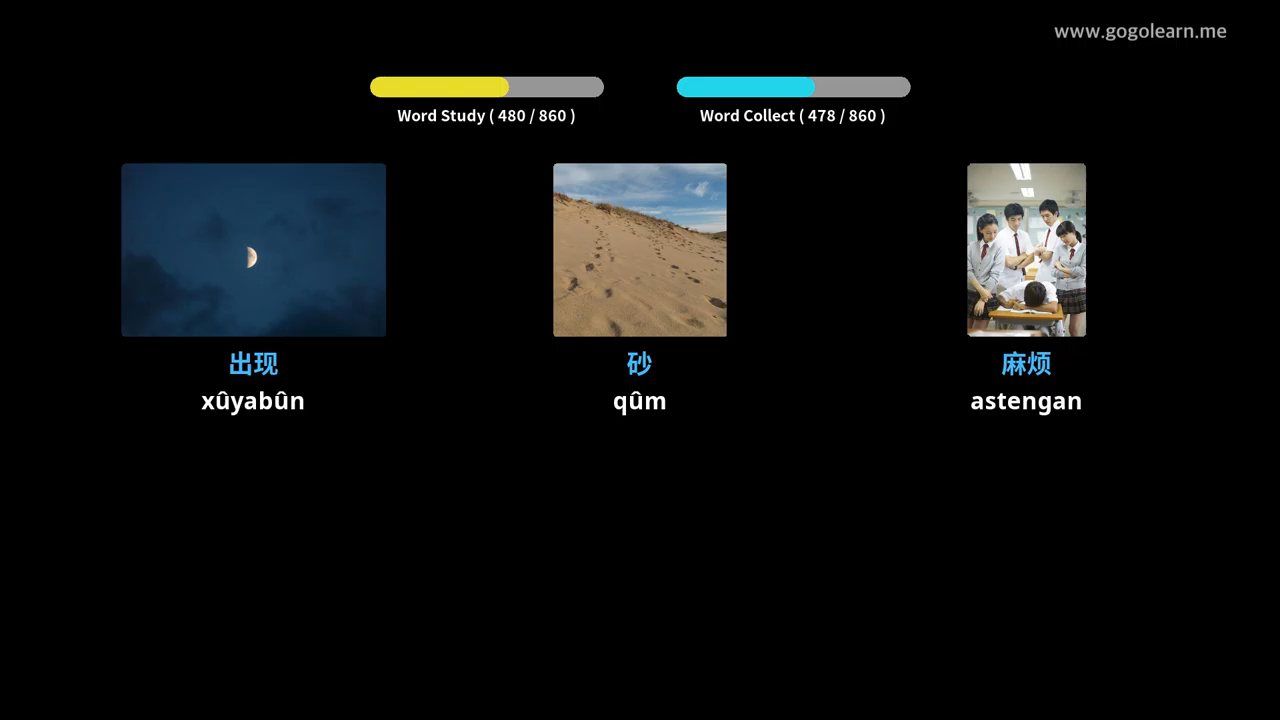 www.gogolearn.me
Word Study ( 480 / 860 )
Word Collect ( 478 / 860 )
出现
xûyabûn
砂
qûm
麻烦
astengan